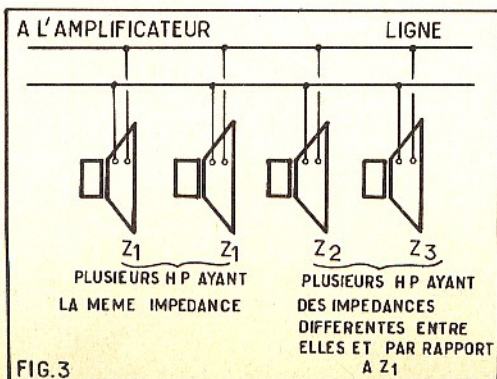 A L'AMPLIFICATEUR LIGNE
Z1 Z1 Z2 Z3
PLUSIEURS H P AYANT
LA MEME IMPEDANCE
PLUSIEURS H P AYANT
DES IMPEDANCES
DIFFERENTES ENTRE
ELLES ET PAR RAPPORT
A Z1
FIG.3